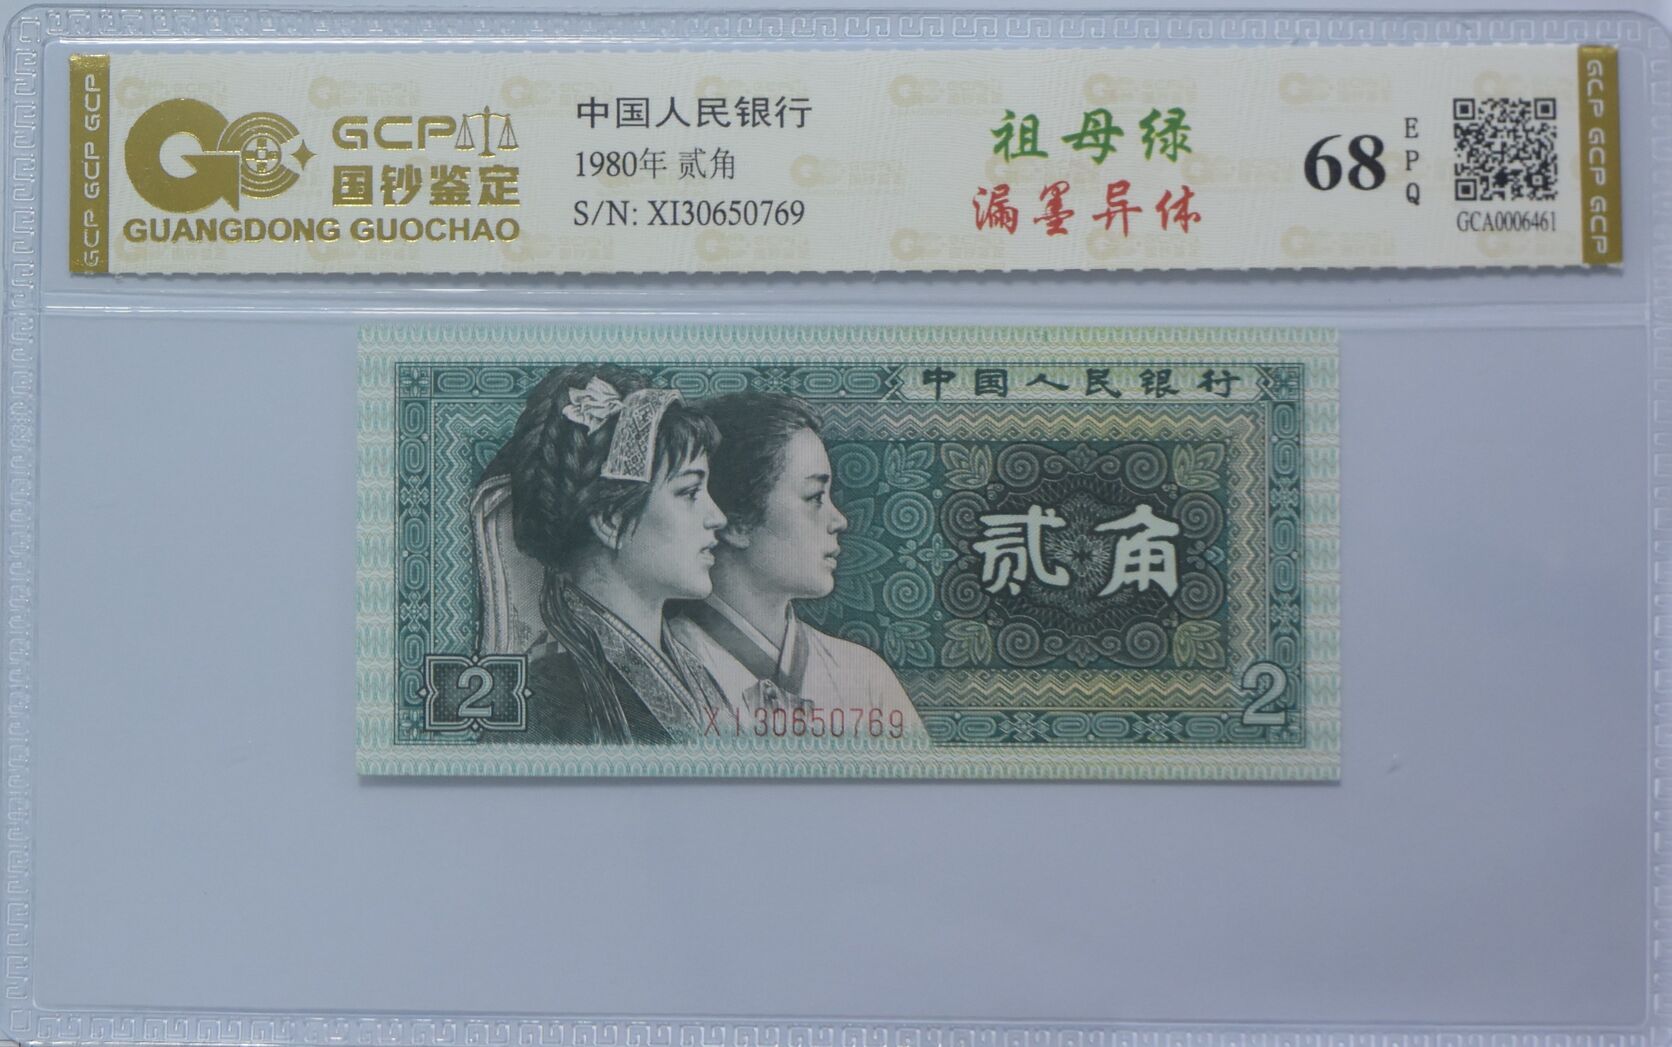 GCP GCP GCP
GCP
国钞鉴定
GUANGDONG GUOCHAO
中国人民银行
1980年 贰角
S/N: XI30650769
祖母绿
漏墨异体
68
EPQ
GCA0006461
GCP GCP GCP
中国人民银行
贰角
2
XI30650769
2